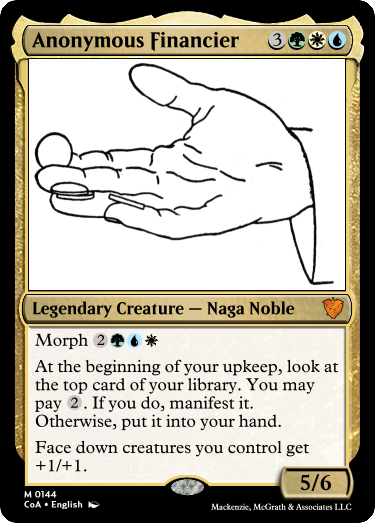 Anonymous Financier 3
Legendary Creature — Naga Noble
Morph 2
At the beginning of your upkeep, look at
the top card of your library. You may
pay 2. If you do, manifest it.
Otherwise, put it into your hand.
Face down creatures you control get
+1/+1.
5/6
M 0144
CoA • English
Mackenzie, McGrath & Associates LLC